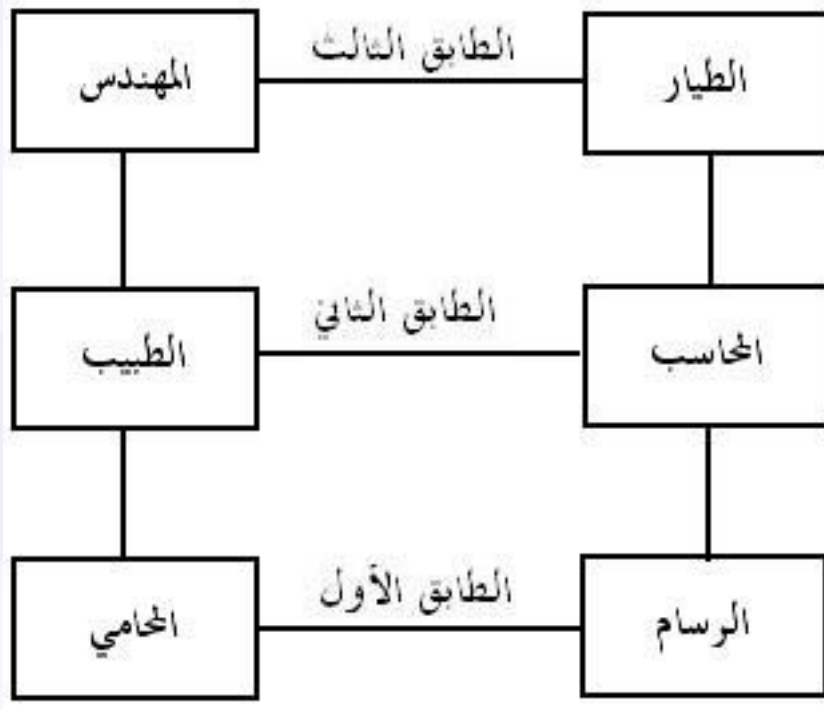 الطيار
الطابق الثالث
المهندس
المحاسب
الطابق الثاني
الطبيب
الرسام
الطابق الأول
المحامي